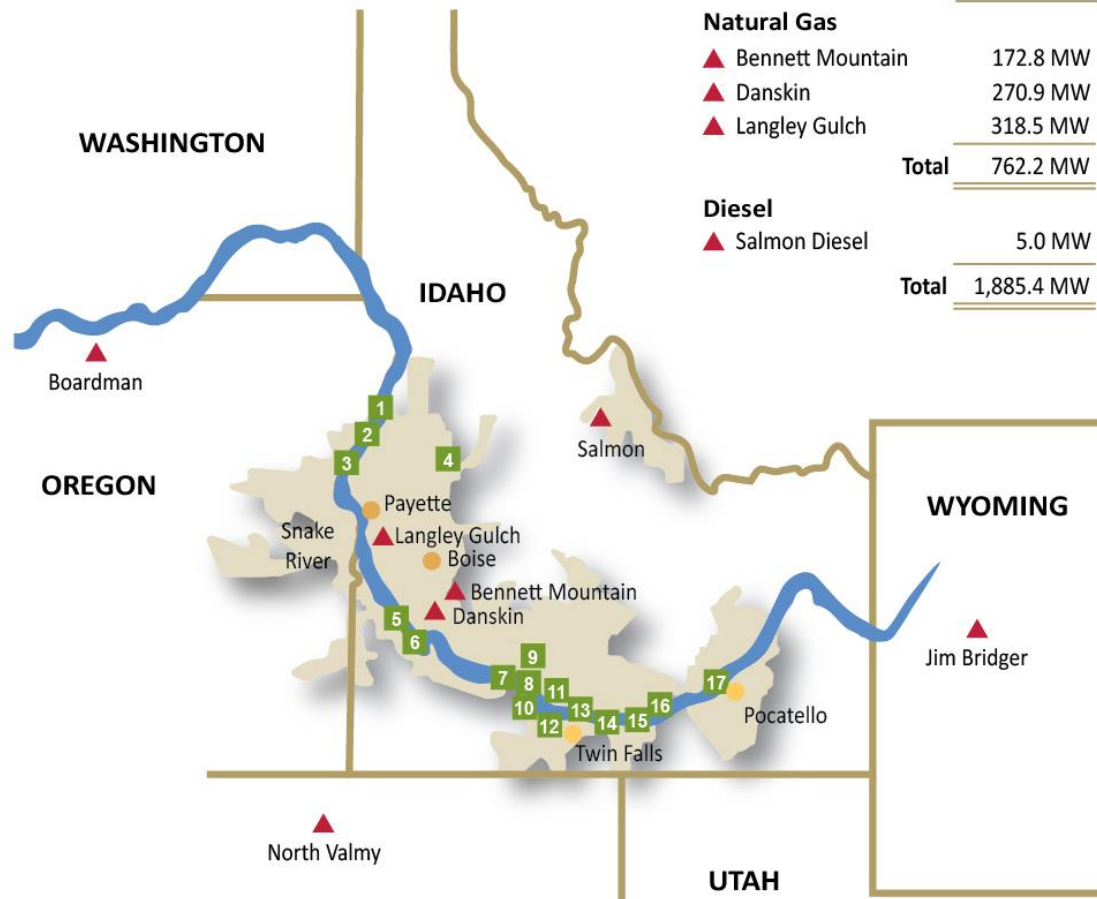 Natural Gas
Bennett Mountain 172.8 MW
Danskin 270.9 MW
Langley Gulch 318.5 MW
Total 762.2 MW
Diesel
Salmon Diesel 5.0 MW
Total 1,885.4 MW
WASHINGTON
IDAHO
Boardman
1
2
3
4
Salmon
OREGON
WYOMING
Payette
Snake
River
Langley Gulch
Boise
Bennett Mountain
Danskin
5
6
7
8
9
10
11
12
13
14
15
16
17
Jim Bridger
Pocatello
Twin Falls
North Valmy
UTAH